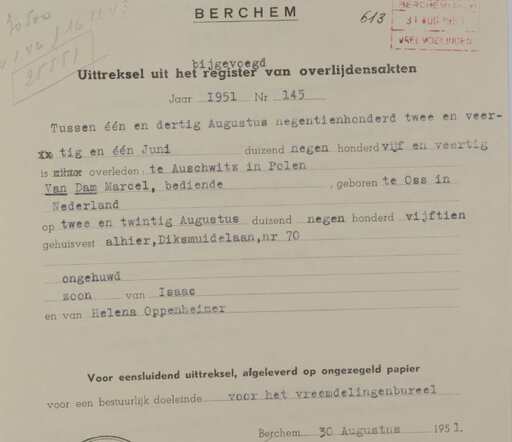 BERCHEM
613
BERCHEM
31 AUG 1951
VREEMDELINGEN
25551
bijgevoegd
Uittreksel uit het register van overlijdensakten
Jaar 1951 Nr 145
Tussen één en dertig Augustus negentienhonderd twee en veer-
tig en één Juni duizend negen honderd vijf en veertig
is overleden: te Auschwitz in Polen
Van Dam Marcel, bediende, geboren te Oss in
Nederland
op twee en twintig Augustus duizend negen honderd vijftien
gehuisvest alhier,Diksmuidelaan,nr 70
ongehuwd
zoon van Isaac
en van Helena Oppenheimer
Voor eensluidend uittreksel, afgeleverd op ongezegeld papier
voor een bestuurlijk doeleinde voor het vreemdelingenbureel
Berchem, 30 Augustus 1951.